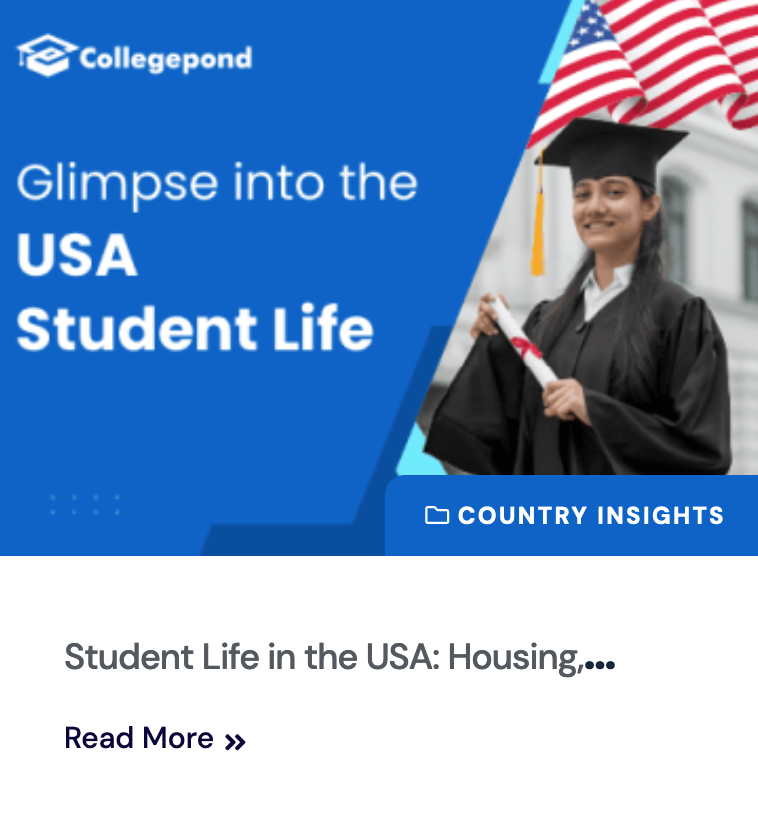 Collegepond
Glimpse into the
USA
Student Life
COUNTRY INSIGHTS
Student Life in the USA: Housing,...
Read More »